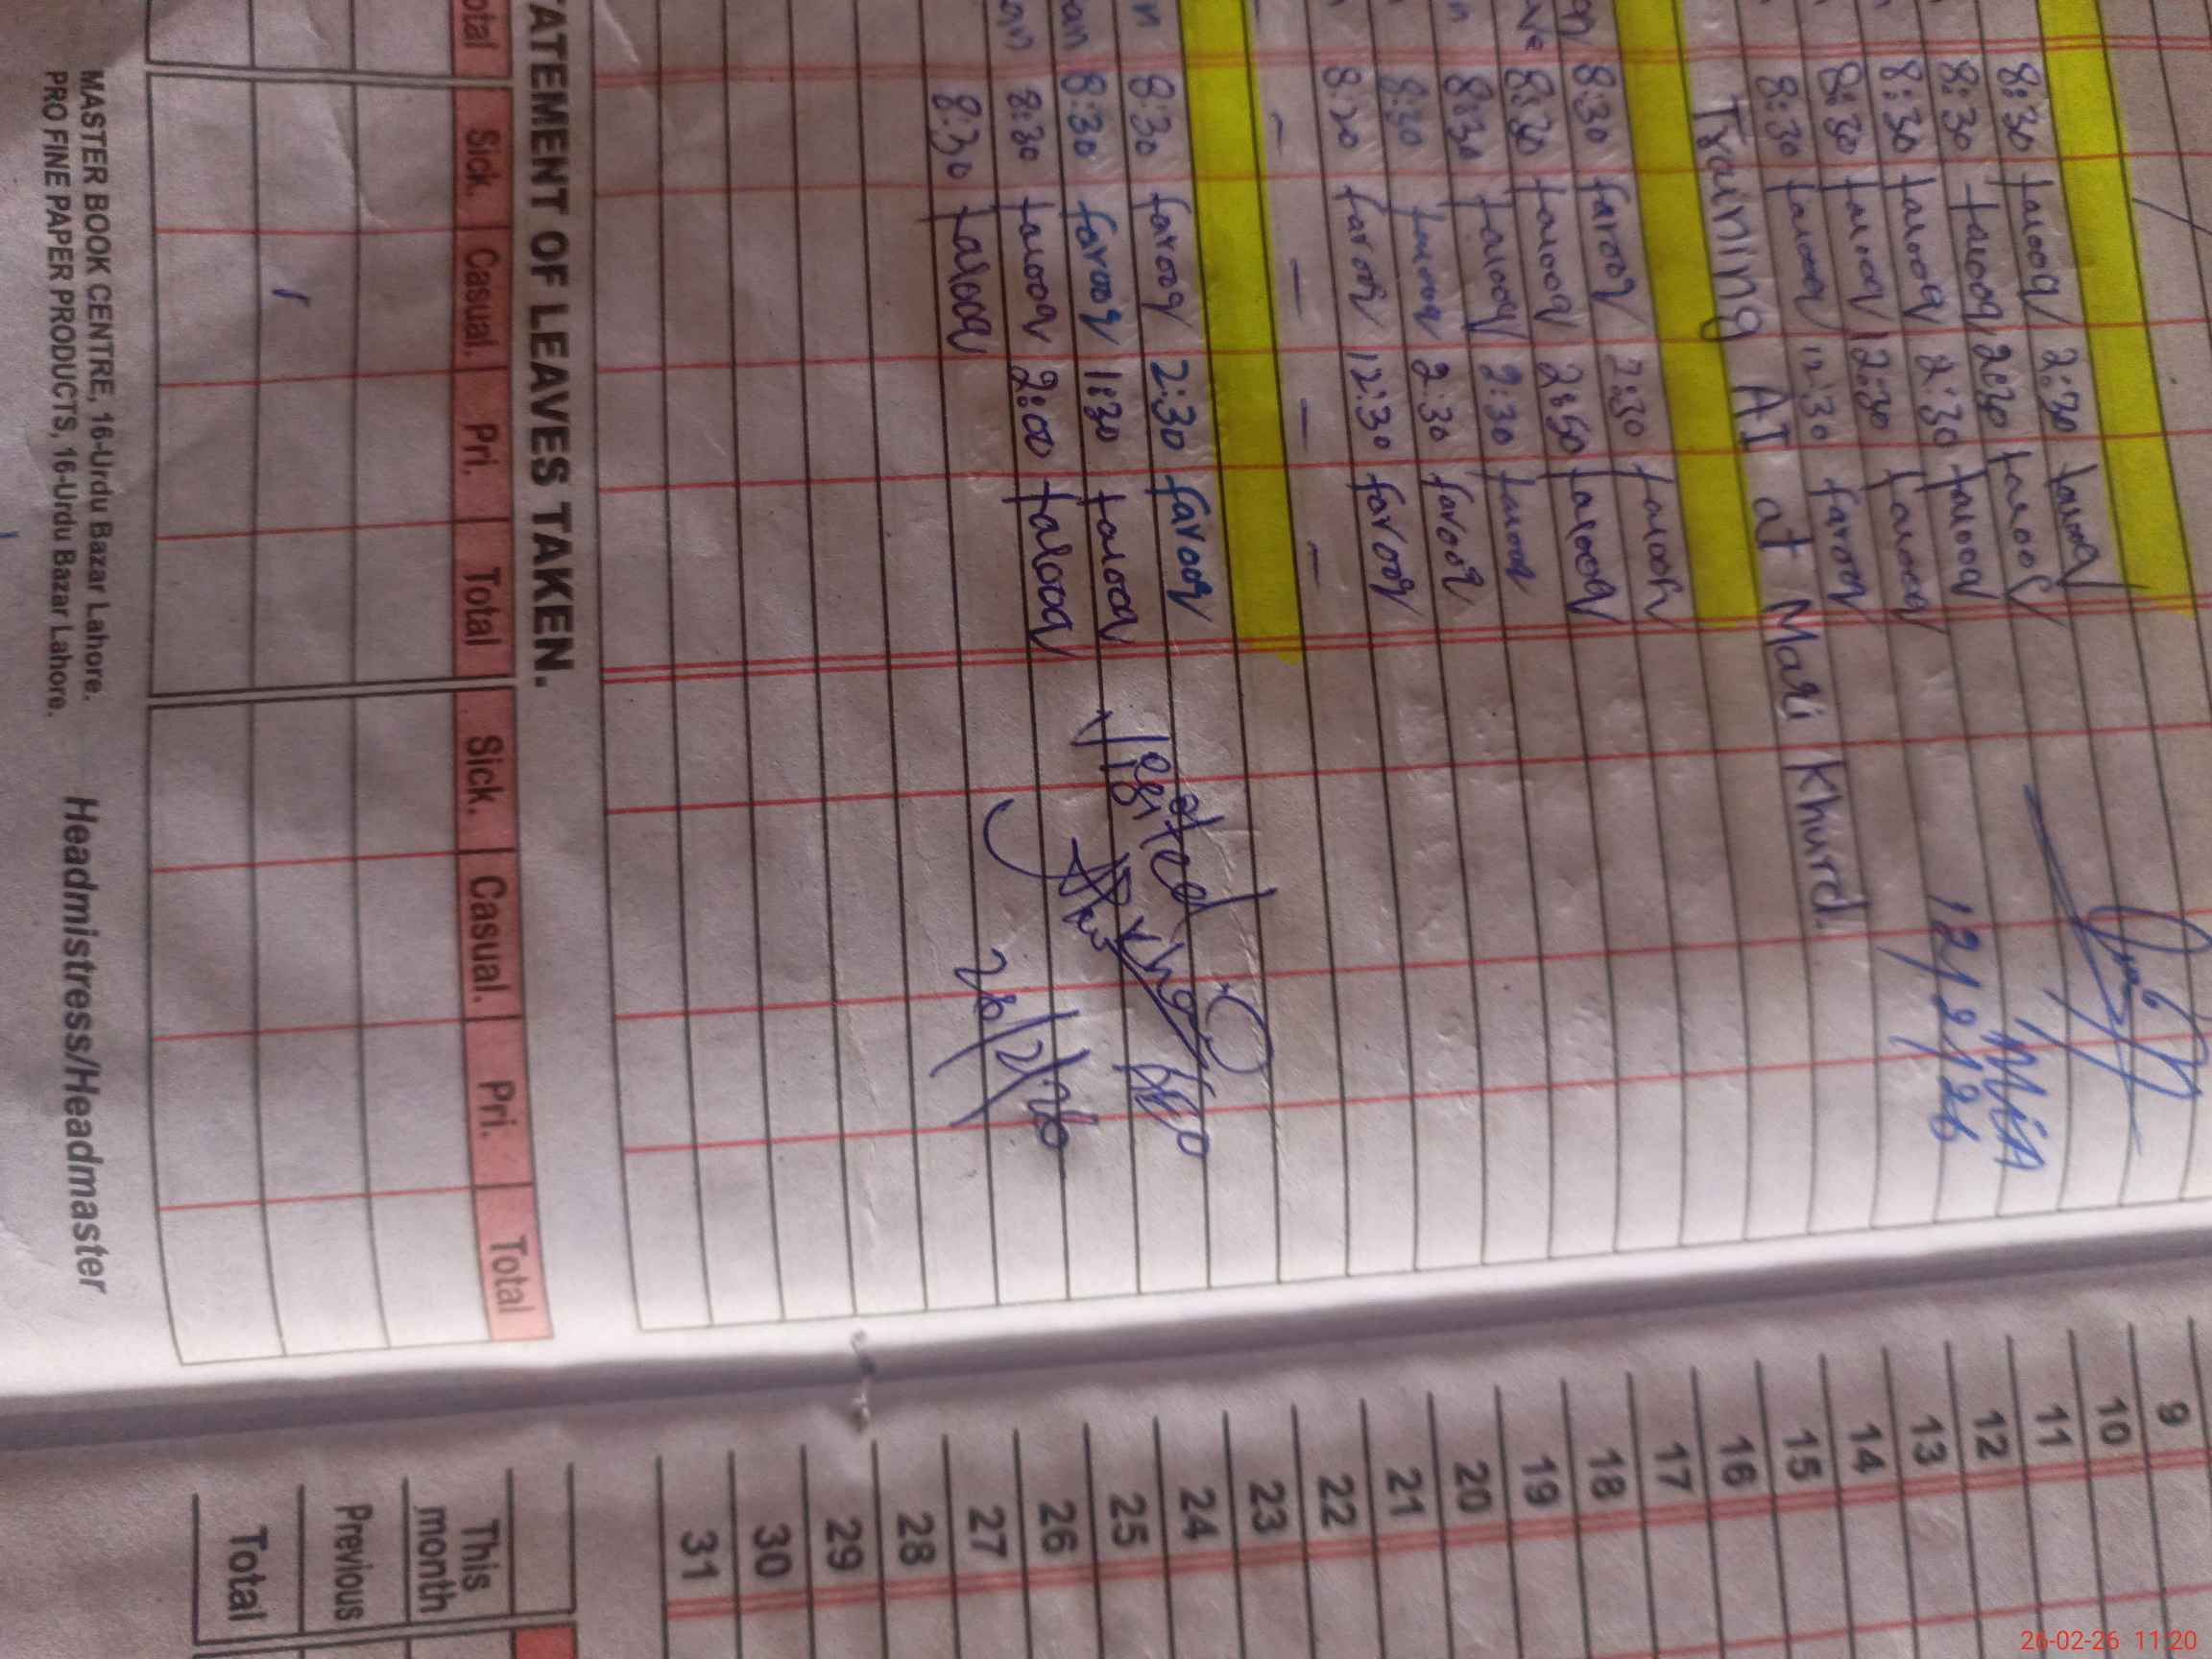 8:30 farooq 2:30 farooq
8:30 farooq 2:30 farooq
8:30 farooq 2:30 farooq
MEA
8:30 farooq 12:30 farooq
12/2/26
8:30 farooq 12:30 farooq
Training AI at Mari Khurd.
8:30 farooq 2:30 farooq
8:30 farooq 2:50 farooq
8:30 farooq 2:30 farooq
8:30 farooq 2:30 farooq
8:20 farooq 12:30 farooq
- - - -
8:30 farooq 2:30 farooq
8:30 farooq 1:30 farooq
Visited
8:30 farooq 2:00 farooq
8:30 farooq
26/2/26
ATEMENT OF LEAVES TAKEN.
otal Sick. Casual. Pri. Total Sick. Casual. Pri. Total
1
MASTER BOOK CENTRE, 16-Urdu Bazar Lahore.
PRO FINE PAPER PRODUCTS, 16-Urdu Bazar Lahore.
Headmistress/Headmaster
9
10
11
12
13
14
15
16
17
18
19
20
21
22
23
24
25
26
27
28
29
30
31
This
month
Previous
Total
26-02-26 11:20